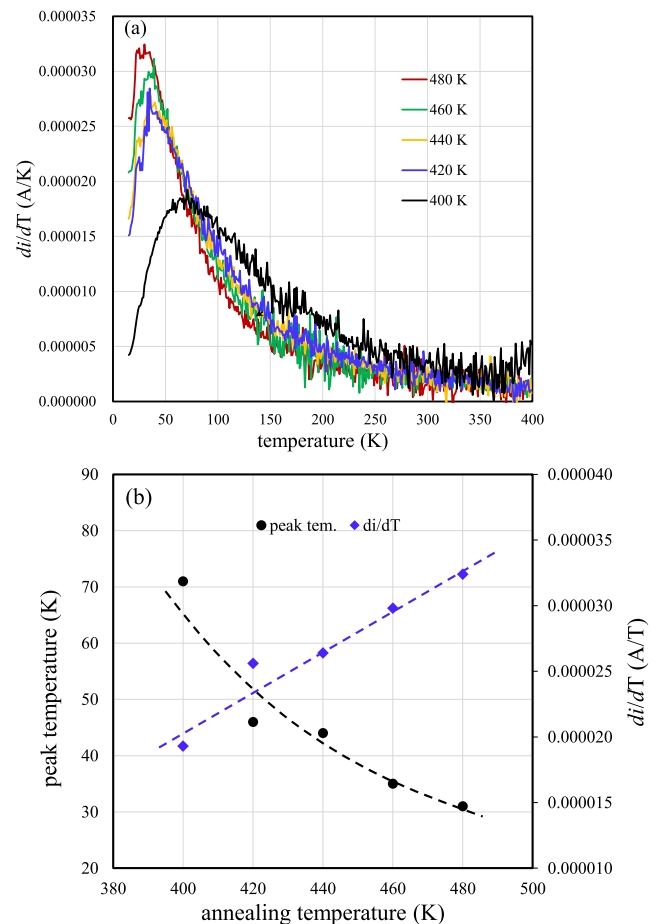 (a)
di/dT (A/K)
0.000035
0.000030
0.000025
0.000020
0.000015
0.000010
0.000005
0.000000
480 K
460 K
440 K
420 K
400 K
0 50 100 150 200 250 300 350 400
temperature (K)
(b)
peak tem. di/dT
peak temperature (K)
90
80
70
60
50
40
30
20
0.000040
0.000035
0.000030
0.000025
0.000020
0.000015
0.000010
di/dT (A/T)
380 400 420 440 460 480 500
annealing temperature (K)